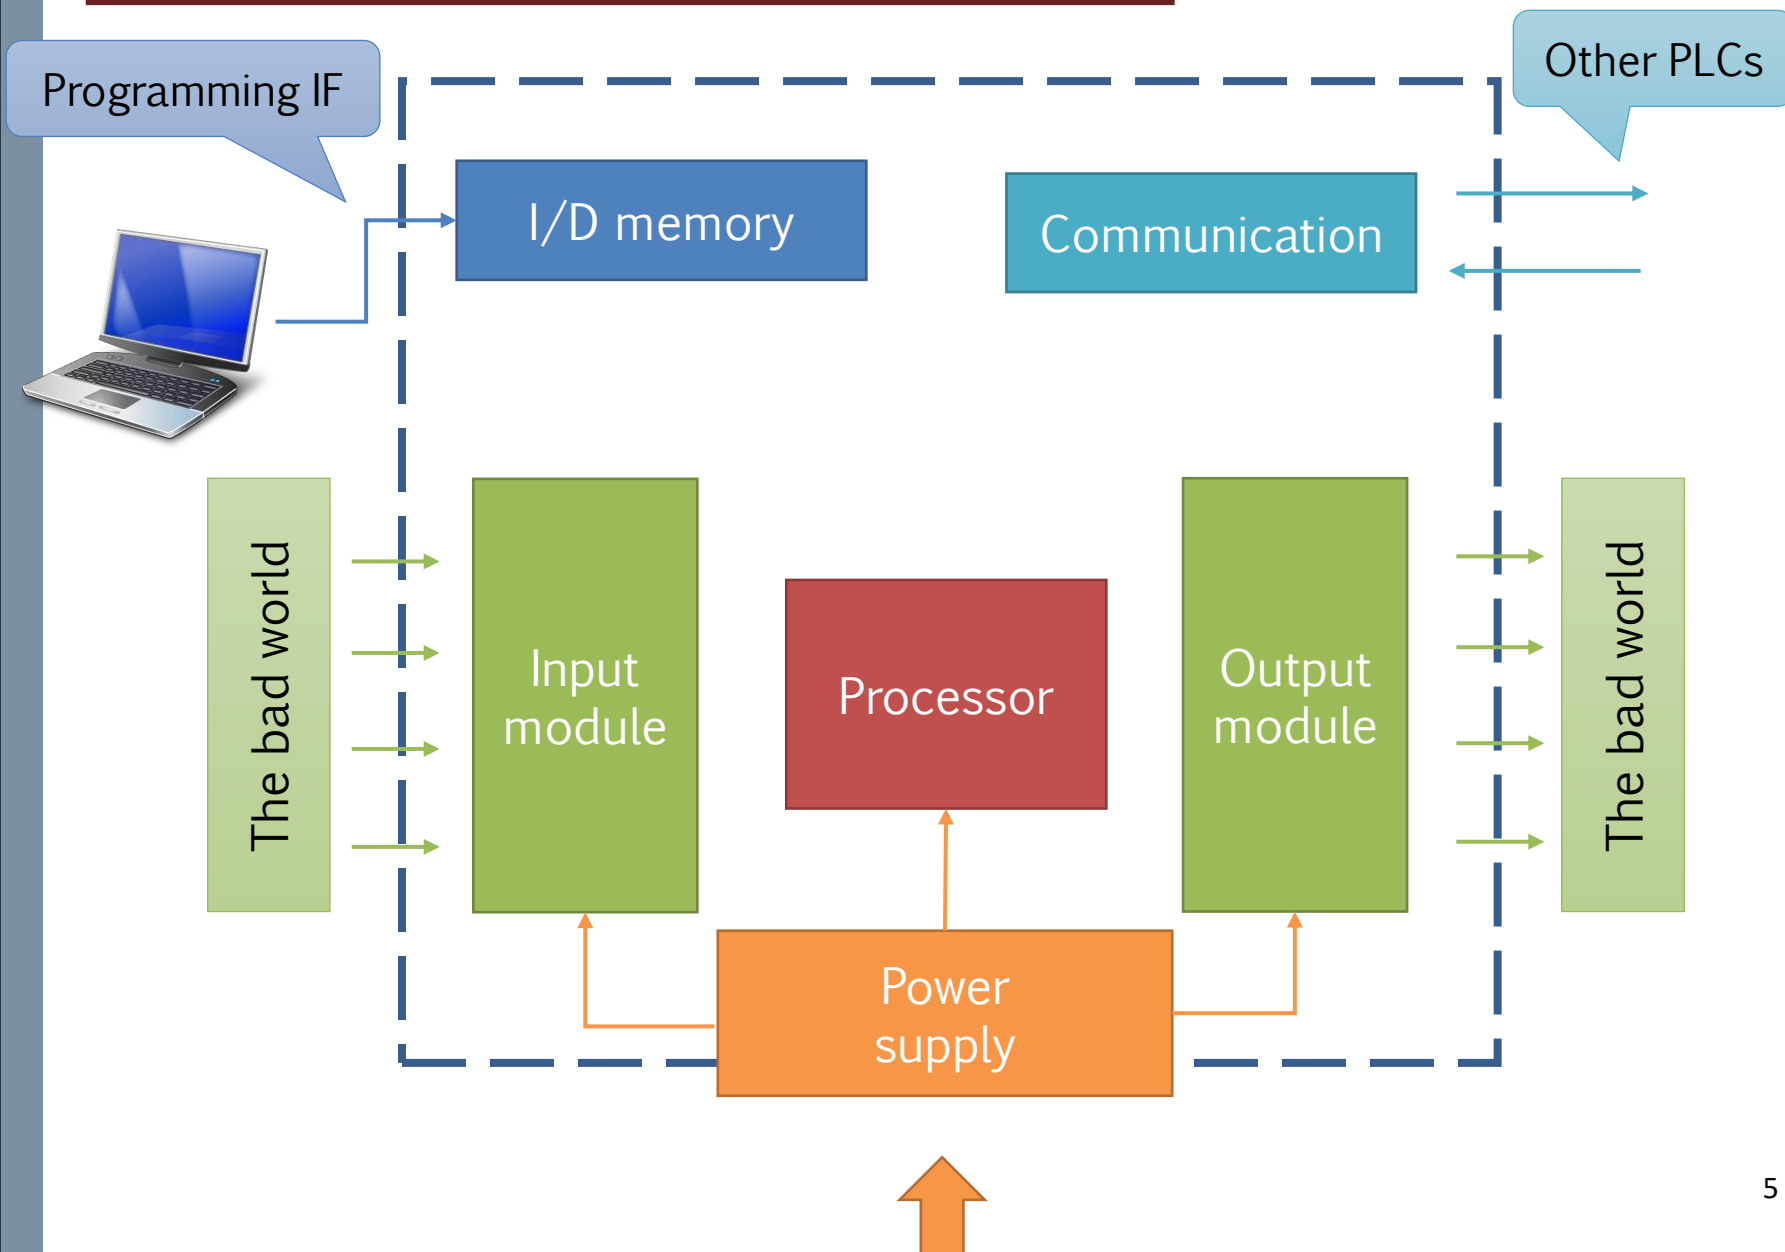 Programming IF
Other PLCs
I/D memory
Communication
The bad world
Input
module
Processor
Output
module
The bad world
Power
supply
5